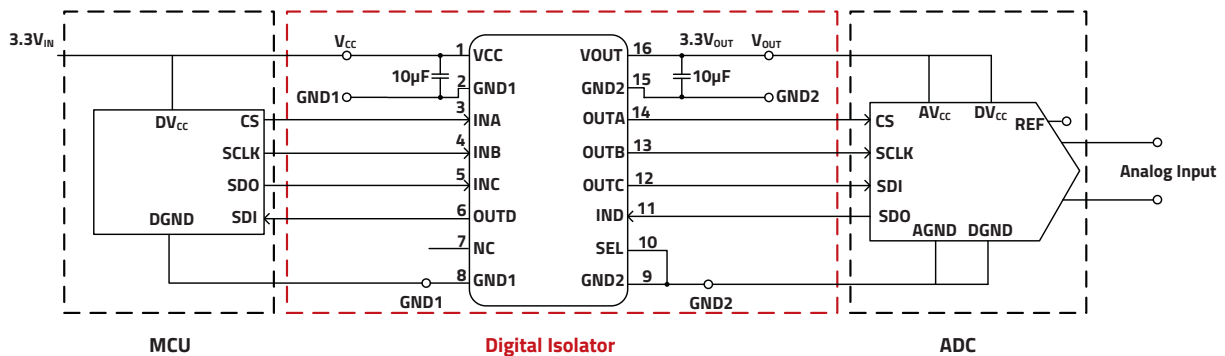 3.3VIN
VCC
1
VCC
VOUT
16
3.3VOUT
VOUT
10µF
2
GND1
GND2
15
10µF
GND1
GND2
3
INA
OUTA
14
4
INB
OUTB
13
5
INC
OUTC
12
6
OUTD
IND
11
7
NC
SEL
10
8
GND1
GND2
9
GND1
GND2
DVCC
CS
SCLK
SDO
SDI
DGND
AVCC
DVCC
REF
CS
SCLK
SDI
SDO
AGND
DGND
Analog Input
MCU
Digital Isolator
ADC